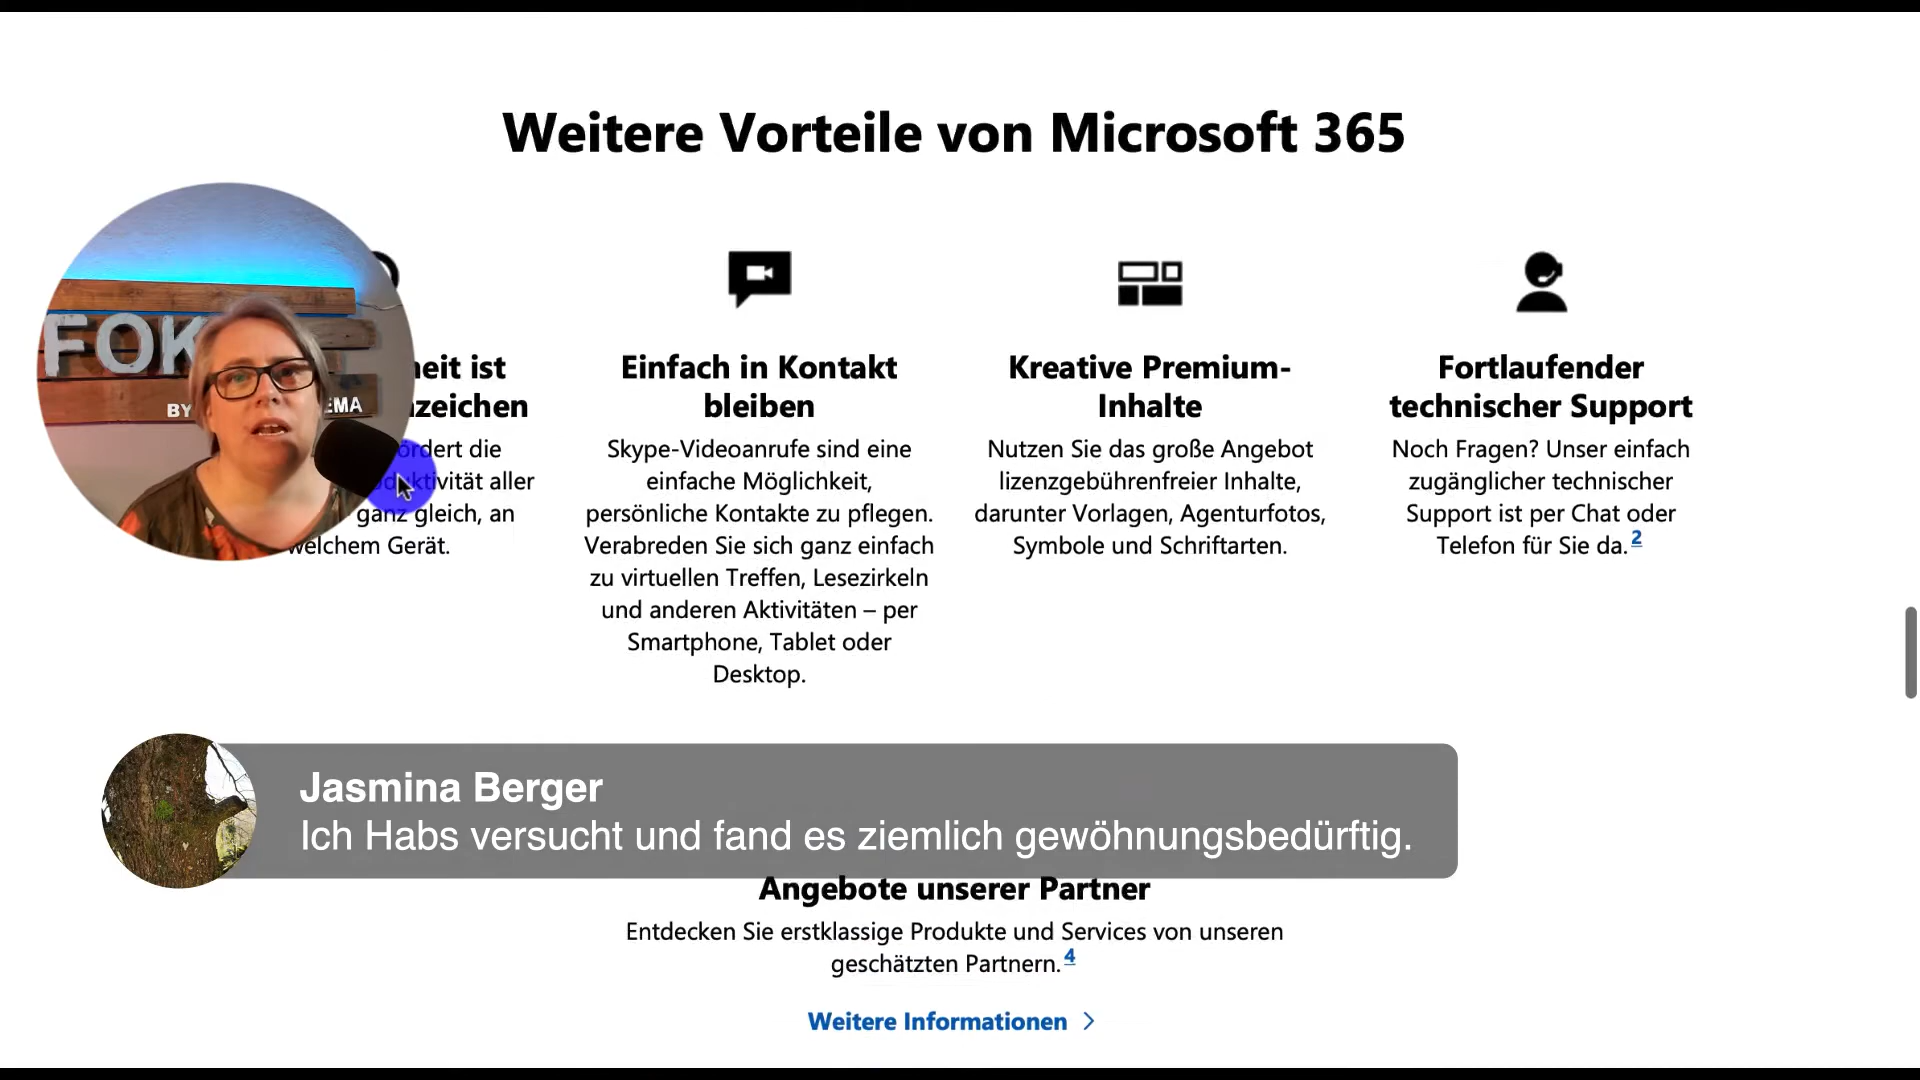 Weitere Vorteile von Microsoft 365
FOK
BY
EMA
heit ist
zeichen
ördert die
duktivität aller
ganz gleich, an
welchem Gerät.
Einfach in Kontakt
bleiben
Skype-Videoanrufe sind eine
einfache Möglichkeit,
persönliche Kontakte zu pflegen.
Verabreden Sie sich ganz einfach
zu virtuellen Treffen, Lesezirkeln
und anderen Aktivitäten – per
Smartphone, Tablet oder
Desktop.
Kreative Premium-
Inhalte
Nutzen Sie das große Angebot
lizenzgebührenfreier Inhalte,
darunter Vorlagen, Agenturfotos,
Symbole und Schriftarten.
Fortlaufender
technischer Support
Noch Fragen? Unser einfach
zugänglicher technischer
Support ist per Chat oder
Telefon für Sie da. 2
Jasmina Berger
Ich Habs versucht und fand es ziemlich gewöhnungsbedürftig.
Angebote unserer Partner
Entdecken Sie erstklassige Produkte und Services von unseren
geschätzten Partnern. 4
Weitere Informationen